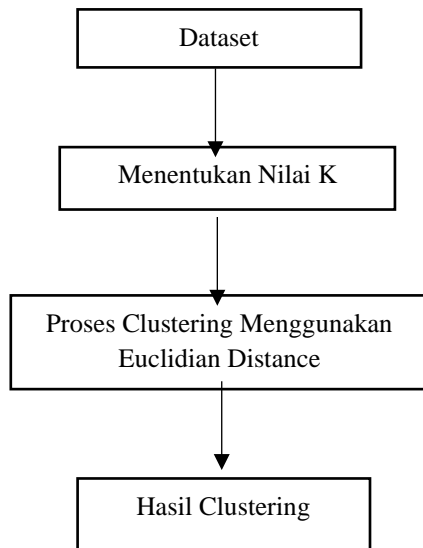 Dataset
Menentukan Nilai K
Proses Clustering Menggunakan
Euclidian Distance
Hasil Clustering